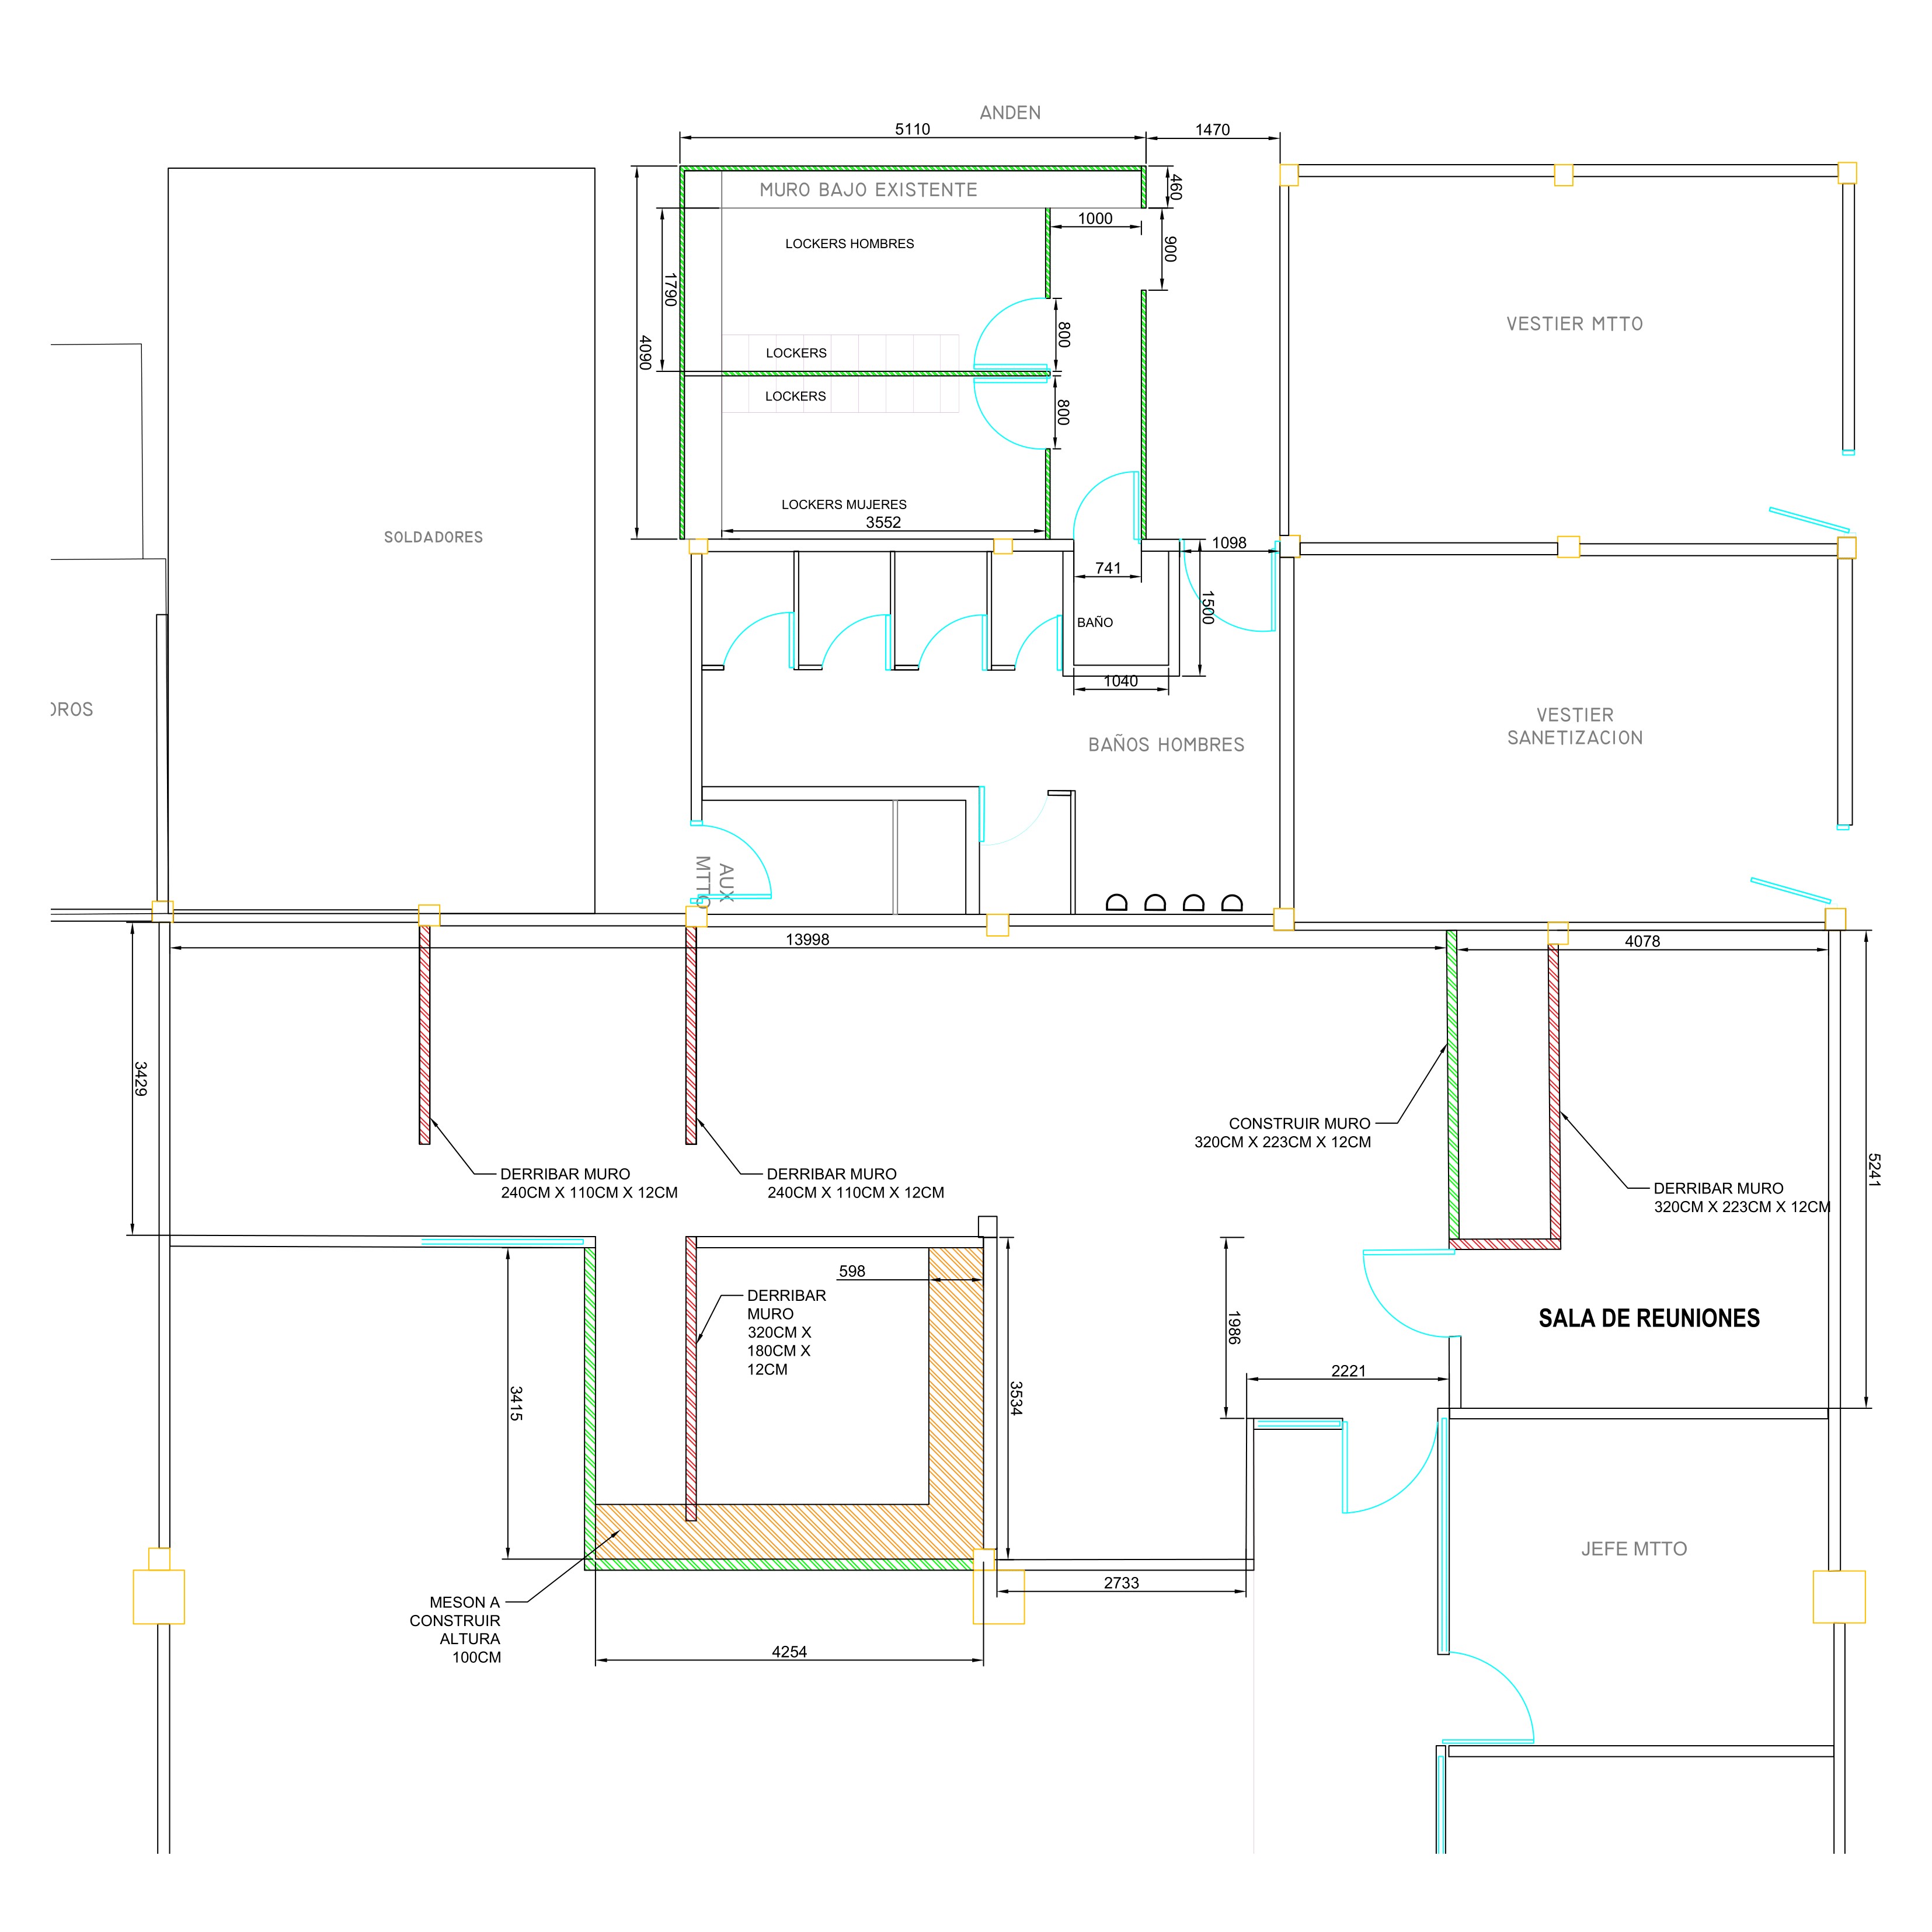 ANDEN
5110
1470
MURO BAJO EXISTENTE
460
1000
LOCKERS HOMBRES
900
1790
VESTIER MTTO
800
4090
LOCKERS
LOCKERS
800
LOCKERS MUJERES
3552
SOLDADORES
1098
741
1500
BAÑO
1040
OROS
VESTIER
SANETIZACION
BAÑOS HOMBRES
AUX
MTTO
13998
4078
3429
CONSTRUIR MURO
320CM X 223CM X 12CM
5241
DERRIBAR MURO
240CM X 110CM X 12CM
DERRIBAR MURO
240CM X 110CM X 12CM
DERRIBAR MURO
320CM X 223CM X 12CM
598
DERRIBAR
MURO
320CM X
180CM X
12CM
1986
SALA DE REUNIONES
2221
3415
3534
JEFE MTTO
2733
MESON A
CONSTRUIR
ALTURA
100CM
4254